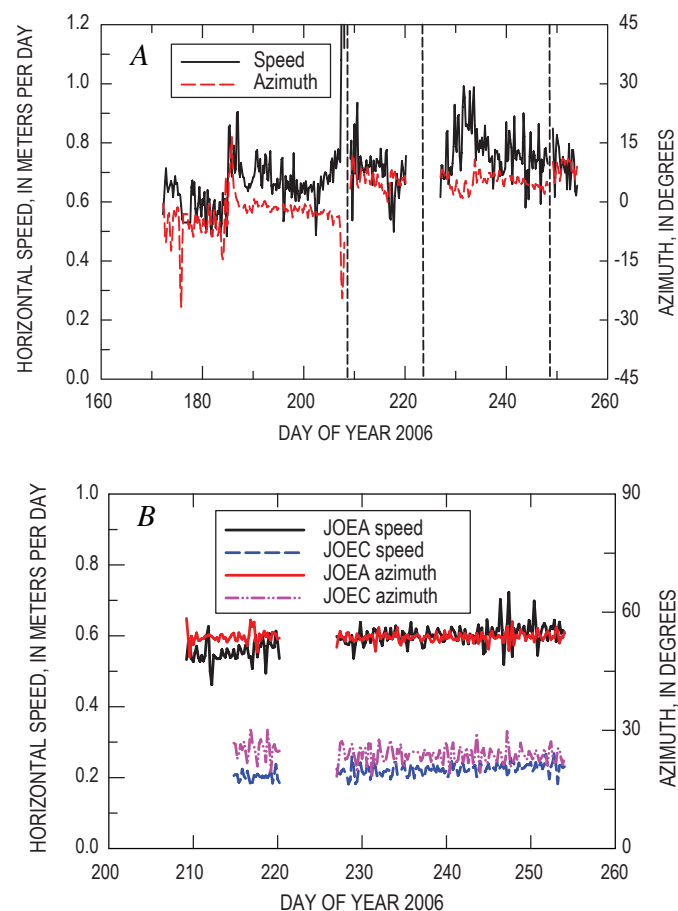 A
Speed
Azimuth
HORIZONTAL SPEED, IN METERS PER DAY
1.2
1.0
0.8
0.6
0.4
0.2
0.0
45
30
15
0
-15
-30
-45
AZIMUTH, IN DEGREES
160 180 200 220 240 260
DAY OF YEAR 2006
B
JOEA speed
JOEC speed
JOEA azimuth
JOEC azimuth
HORIZONTAL SPEED, IN METERS PER DAY
1.0
0.8
0.6
0.4
0.2
0.0
90
60
30
0
AZIMUTH, IN DEGREES
200 210 220 230 240 250 260
DAY OF YEAR 2006